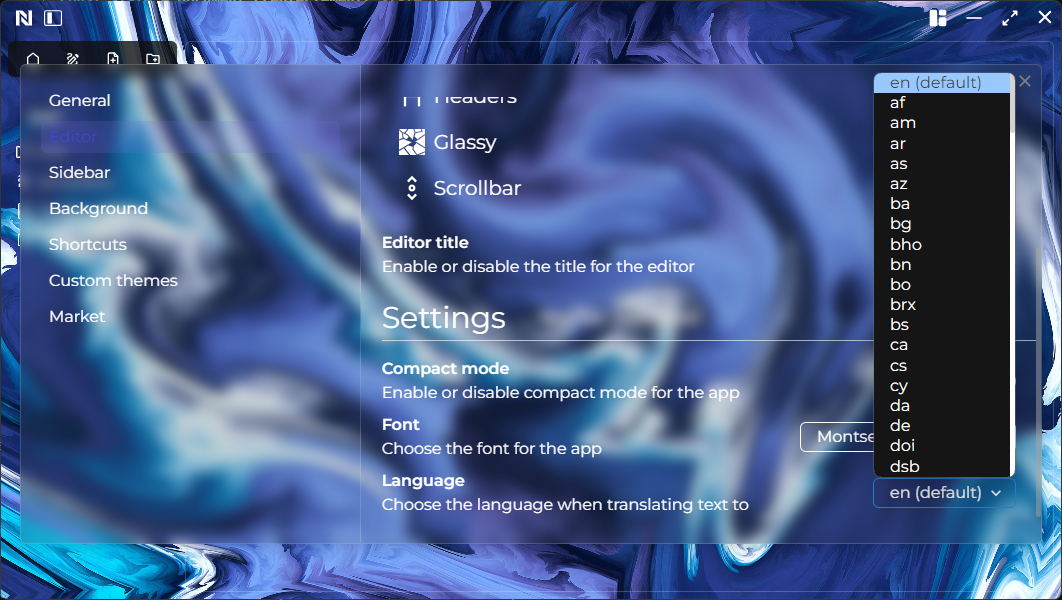 General
Editor
Sidebar
Background
Shortcuts
Custom themes
Market
Headers
Glassy
Scrollbar
Editor title
Enable or disable the title for the editor
Settings
Compact mode
Enable or disable compact mode for the app
Font
Choose the font for the app
Montse
Language
Choose the language when translating text to
en (default)
en (default)
af
am
ar
as
az
ba
bg
bho
bn
bo
brx
bs
ca
cs
cy
da
de
doi
dsb